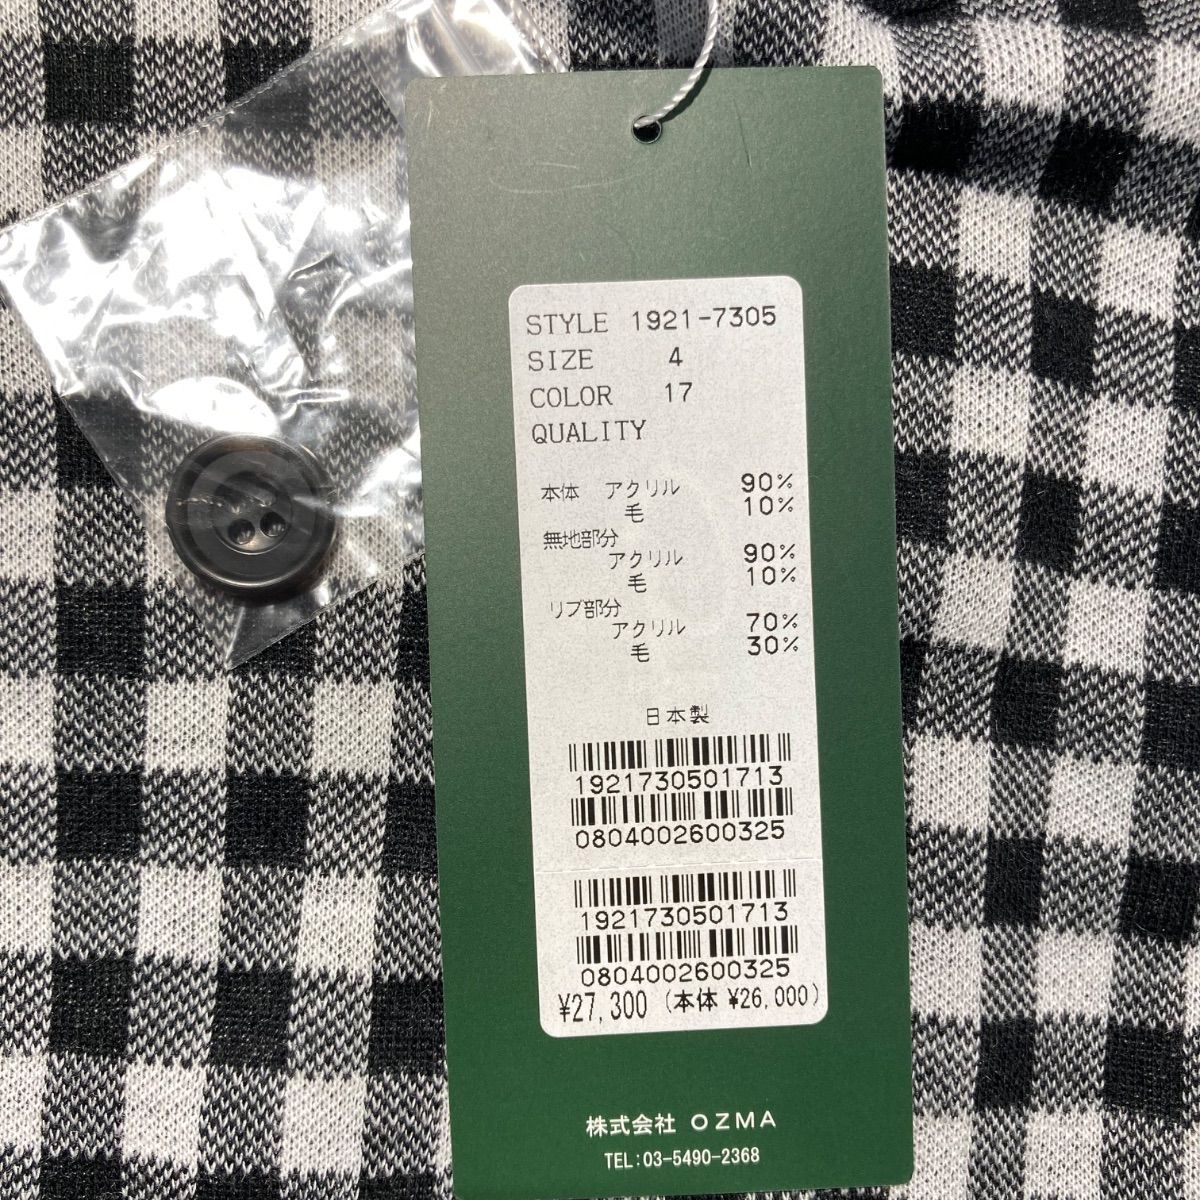 STYLE 1921-7305
SIZE 4
COLOR 17
QUALITY
本体 アクリル 90%
毛 10%
無地部分
アクリル 90%
毛 10%
リブ部分
アクリル 70%
毛 30%
日本製
1921730501713
0804002600325
1921730501713
0804002600325
¥27,300 (本体 ¥26,000)
株式会社 OZMA
TEL:03-5490-2368